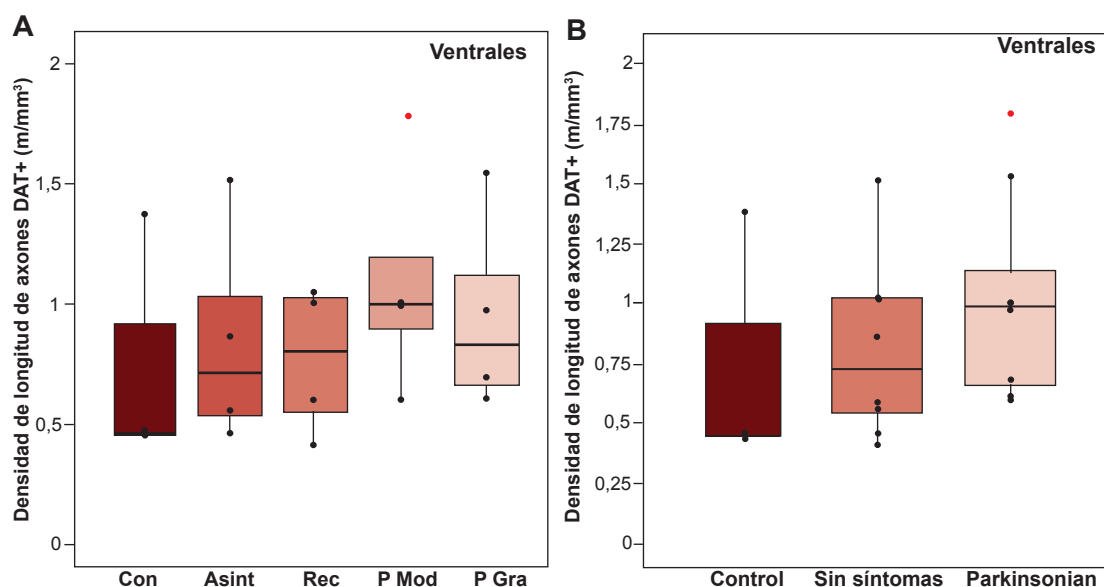 A
Ventrales
Densidad de longitud de axones DAT+ (m/mm³)
2
1,5
1
0,5
0
Con Asint Rec P Mod P Gra
B
Ventrales
Densidad de longitud de axones DAT+ (m/mm³)
2
1,75
1,5
1,25
1
0,75
0,5
0,25
0
Control Sin síntomas Parkinsonian